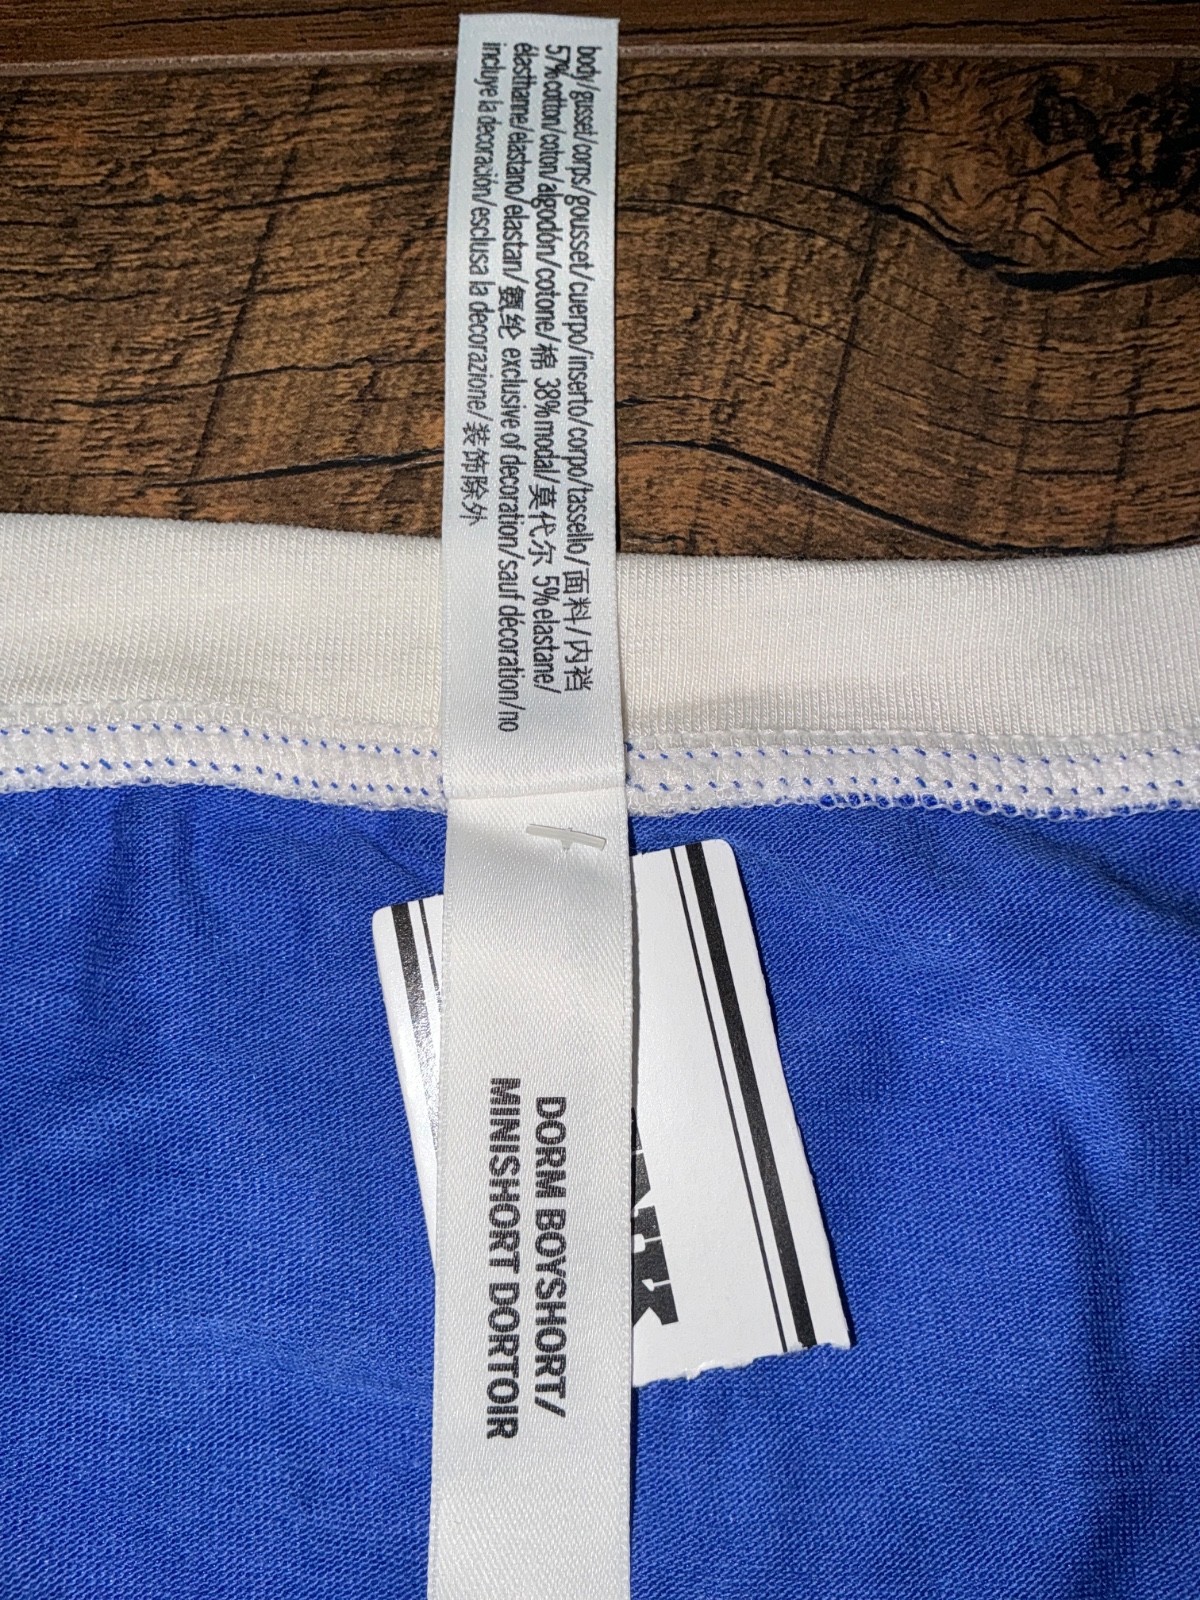 body/gusset/corps/gousset/cuerpo/inserto/corpo/tassello/面料/内裆
57%cotton/coton/algodón/cotone/棉 38%modal/莫代尔 5%elastane/
élasthanne/elastano/elastan/氨纶 exclusive of decoration/sauf décoration/no
incluye la decoración/esclusa la decorazione/装饰除外
DORM BOYSHORT/
MINISHORT DORTOIR